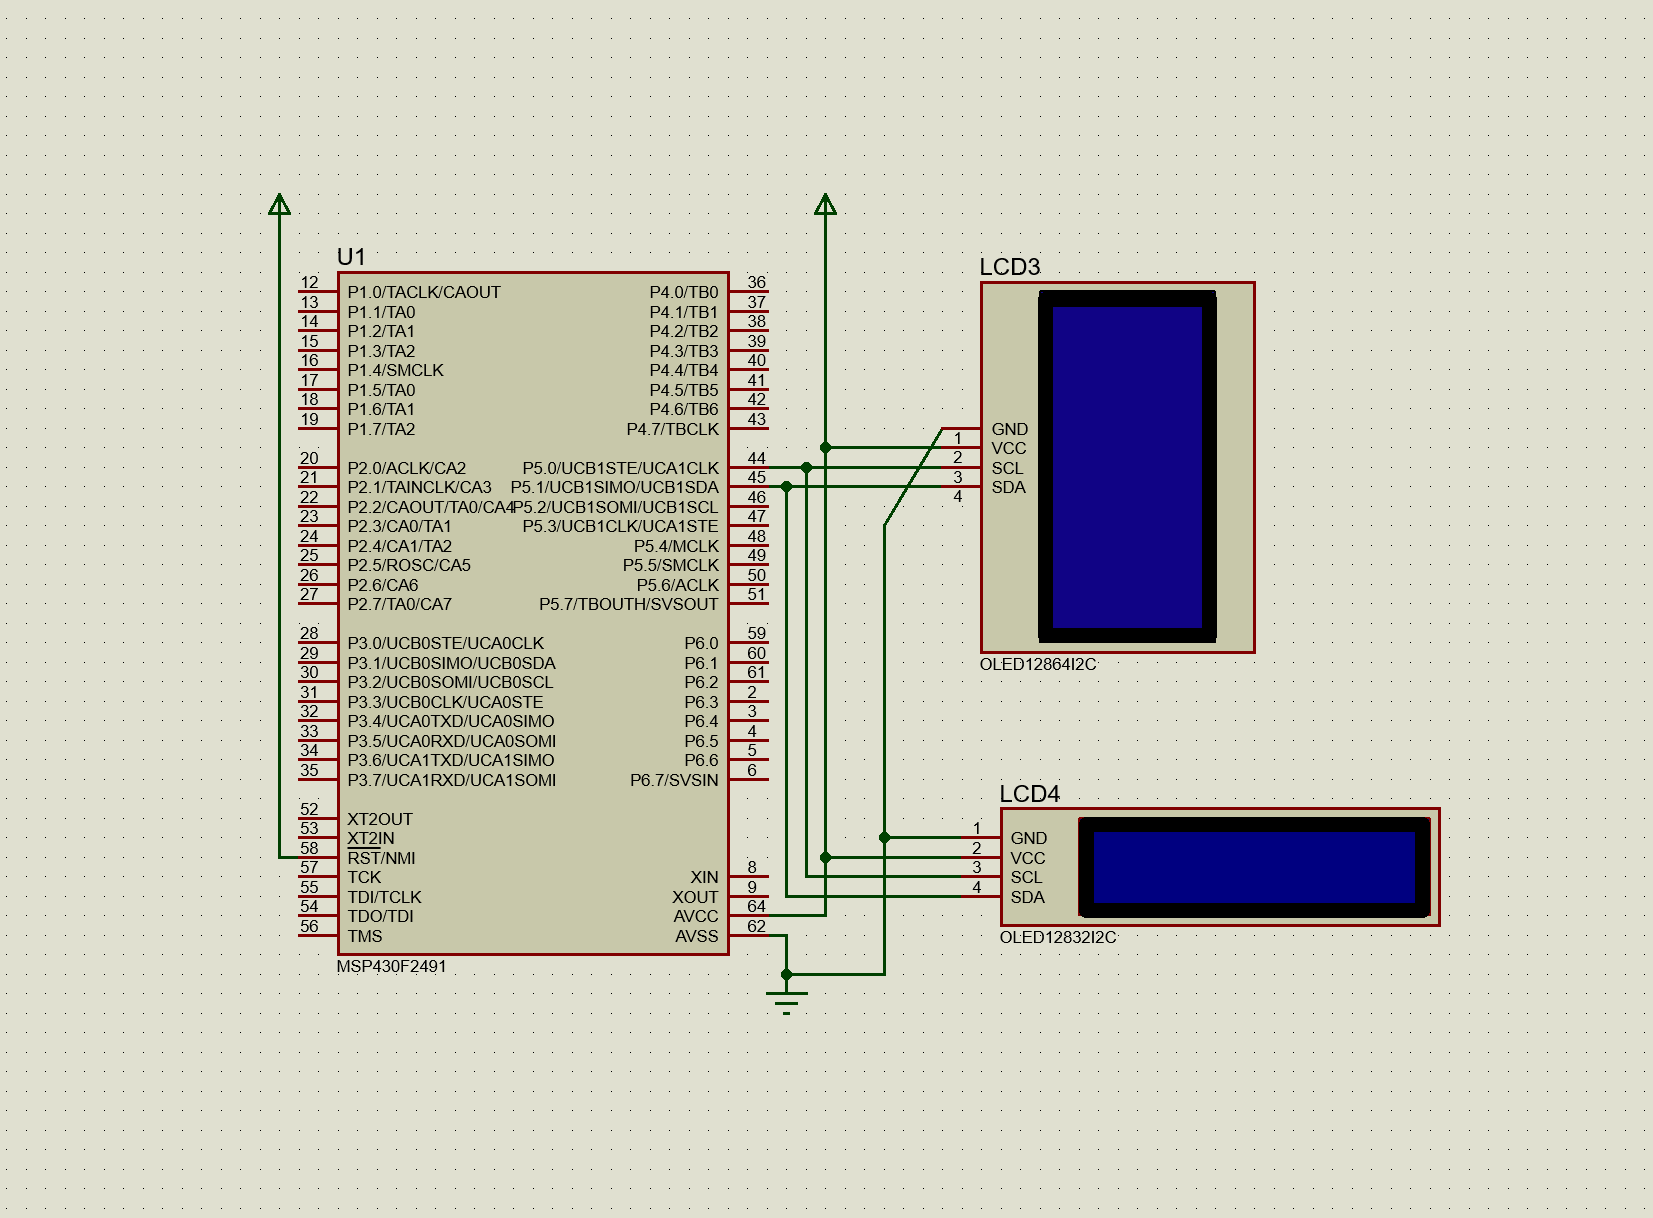 U1
12 P1.0/TACLK/CAOUT P4.0/TB0 36
13 P1.1/TA0 P4.1/TB1 37
14 P1.2/TA1 P4.2/TB2 38
15 P1.3/TA2 P4.3/TB3 39
16 P1.4/SMCLK P4.4/TB4 40
17 P1.5/TA0 P4.5/TB5 41
18 P1.6/TA1 P4.6/TB6 42
19 P1.7/TA2 P4.7/TBCLK 43
20 P2.0/ACLK/CA2 P5.0/UCB1STE/UCA1CLK 44
21 P2.1/TAINCLK/CA3 P5.1/UCB1SIMO/UCB1SDA 45
22 P2.2/CAOUT/TA0/CA4 P5.2/UCB1SOMI/UCB1SCL 46
23 P2.3/CA0/TA1 P5.3/UCB1CLK/UCA1STE 47
24 P2.4/CA1/TA2 P5.4/MCLK 48
25 P2.5/ROSC/CA5 P5.5/SMCLK 49
26 P2.6/CA6 P5.6/ACLK 50
27 P2.7/TA0/CA7 P5.7/TBOUTH/SVSOUT 51
28 P3.0/UCB0STE/UCA0CLK P6.0 59
29 P3.1/UCB0SIMO/UCB0SDA P6.1 60
30 P3.2/UCB0SOMI/UCB0SCL P6.2 61
31 P3.3/UCB0CLK/UCA0STE P6.3 2
32 P3.4/UCA0TXD/UCA0SIMO P6.4 3
33 P3.5/UCA0RXD/UCA0SOMI P6.5 4
34 P3.6/UCA1TXD/UCA1SIMO P6.6 5
35 P3.7/UCA1RXD/UCA1SOMI P6.7/SVSIN 6
52 XT2OUT
53 XT2IN
58 RST/NMI
57 TCK XIN 8
55 TDI/TCLK XOUT 9
54 TDO/TDI AVCC 64
56 TMS AVSS 62
MSP430F2491
LCD3
GND
1
VCC
2
SCL
3
SDA
4
OLED12864I2C
LCD4
1 GND
2 VCC
3 SCL
4 SDA
OLED12832I2C